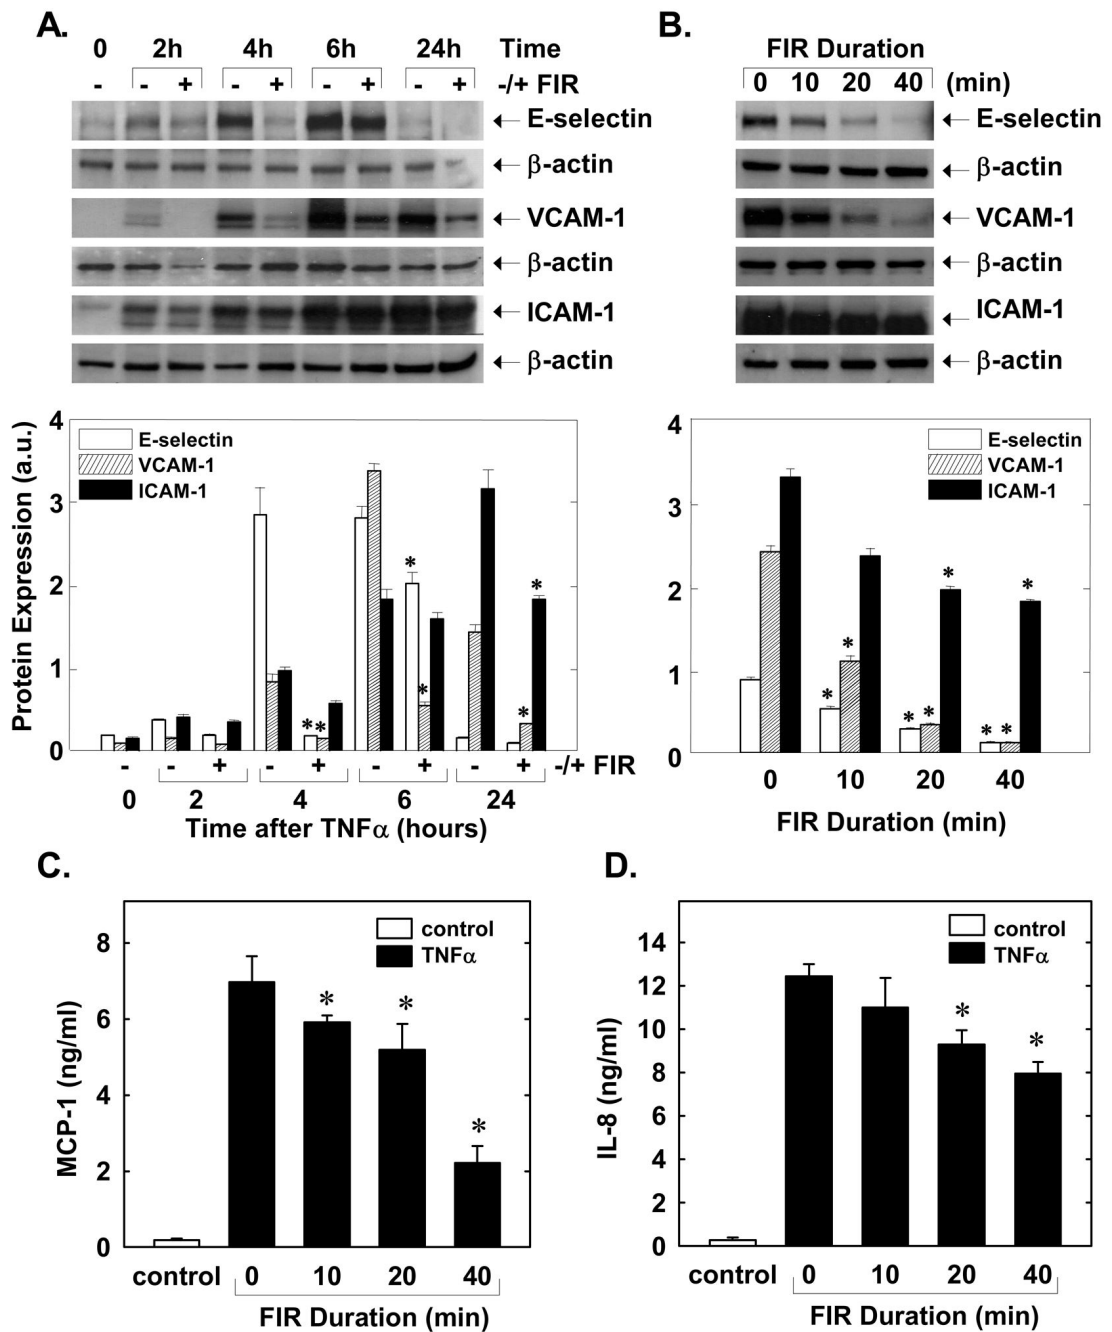 A.
0 2h 4h 6h 24h Time
- - + - + - + - + -/+ FIR
E-selectin
β-actin
VCAM-1
β-actin
ICAM-1
β-actin
4
3
2
1
0
Protein Expression (a.u.)
E-selectin
VCAM-1
ICAM-1
* * * * * *
- - + - + - + - + -/+ FIR
0 2 4 6 24
Time after TNFα (hours)
B.
FIR Duration
0 10 20 40 (min)
E-selectin
β-actin
VCAM-1
β-actin
ICAM-1
β-actin
4
3
2
1
0
E-selectin
VCAM-1
ICAM-1
* * * * * * * *
0 10 20 40
FIR Duration (min)
C.
8
6
4
2
0
MCP-1 (ng/ml)
control
TNFα
* * *
control 0 10 20 40
FIR Duration (min)
D.
14
12
10
8
6
4
2
0
IL-8 (ng/ml)
control
TNFα
* *
control 0 10 20 40
FIR Duration (min)